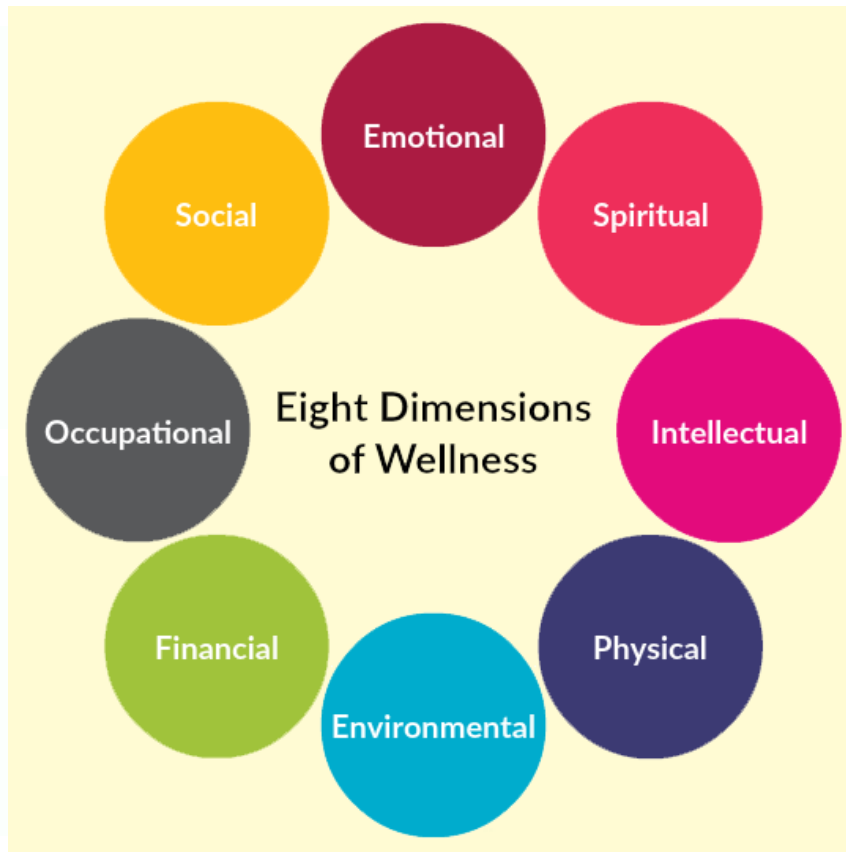 Emotional
Social
Spiritual
Eight Dimensions
of Wellness
Occupational
Intellectual
Financial
Physical
Environmental